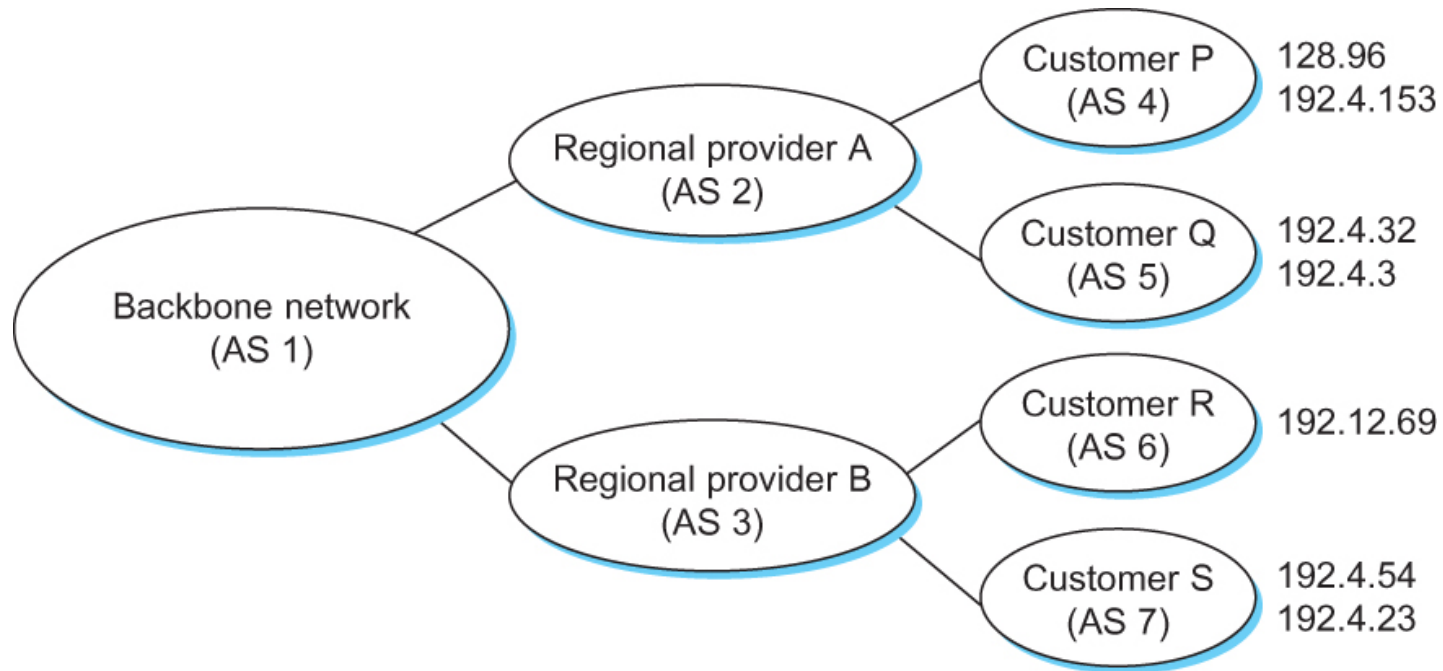 Backbone network
(AS 1)
Regional provider A
(AS 2)
Regional provider B
(AS 3)
Customer P
(AS 4)
128.96
192.4.153
Customer Q
(AS 5)
192.4.32
192.4.3
Customer R
(AS 6)
192.12.69
Customer S
(AS 7)
192.4.54
192.4.23